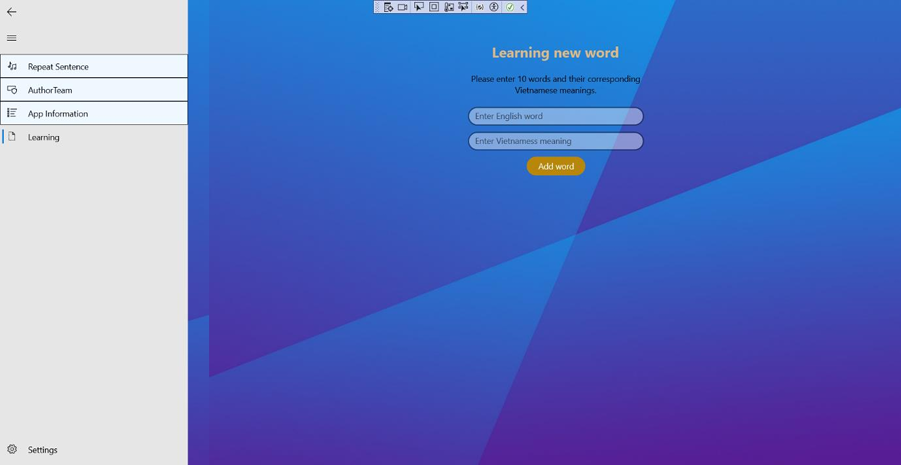 Repeat Sentence
AuthorTeam
App Information
Learning
Settings
Learning new word
Please enter 10 words and their corresponding
Vietnamese meanings.
Enter English word
Enter Vietnamess meaning
Add word